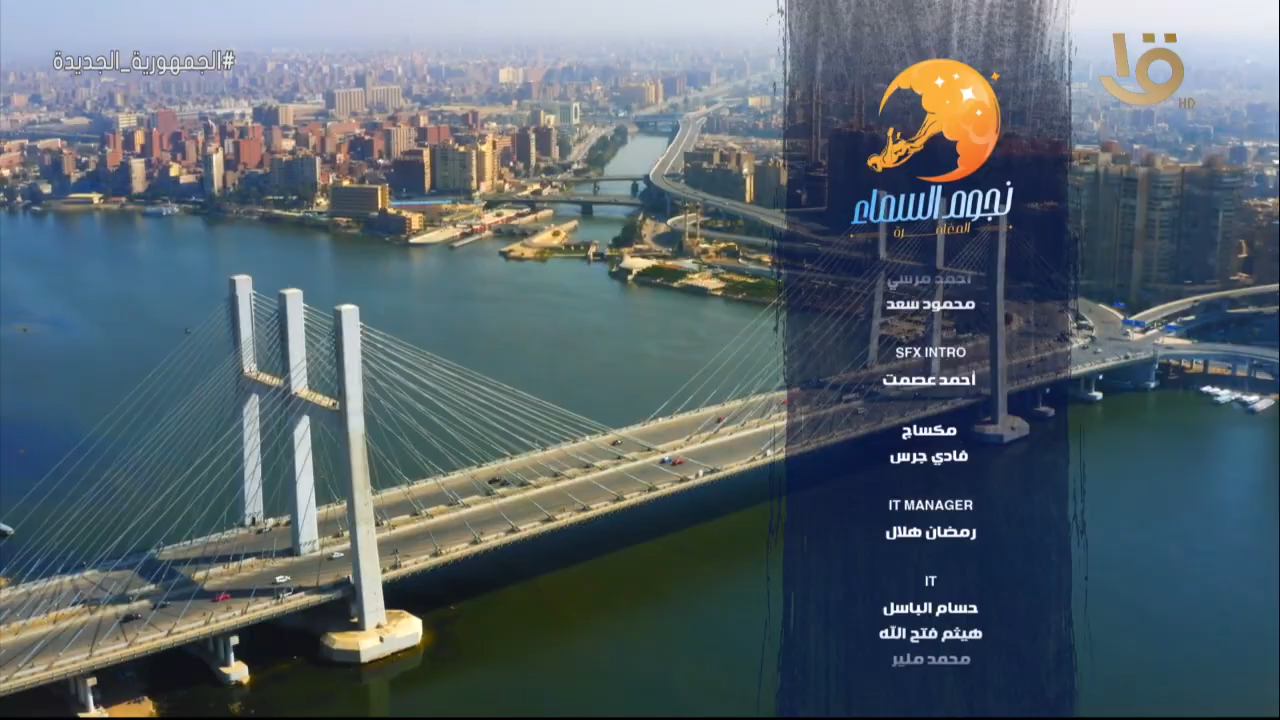 #الجمهورية_الجديدة
HD
نجوم السماء
المغامرة
أحمد مرسي
محمود سعد
SFX INTRO
أحمد عصمت
مكساج
فادي جرس
IT MANAGER
رمضان هلال
IT
حسام الباسل
هيثم فتح الله
محمد منير